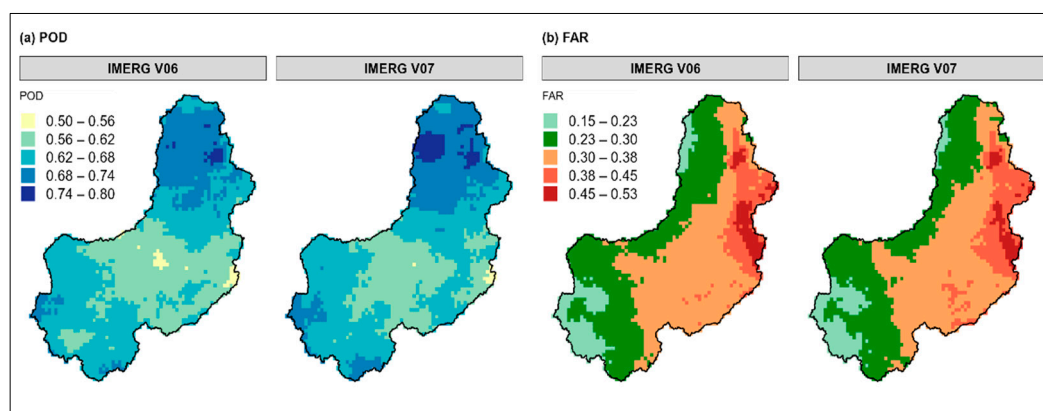 (a) POD
(b) FAR
IMERG V06
IMERG V07
IMERG V06
IMERG V07
POD
0.50 – 0.56
0.56 – 0.62
0.62 – 0.68
0.68 – 0.74
0.74 – 0.80
FAR
0.15 – 0.23
0.23 – 0.30
0.30 – 0.38
0.38 – 0.45
0.45 – 0.53